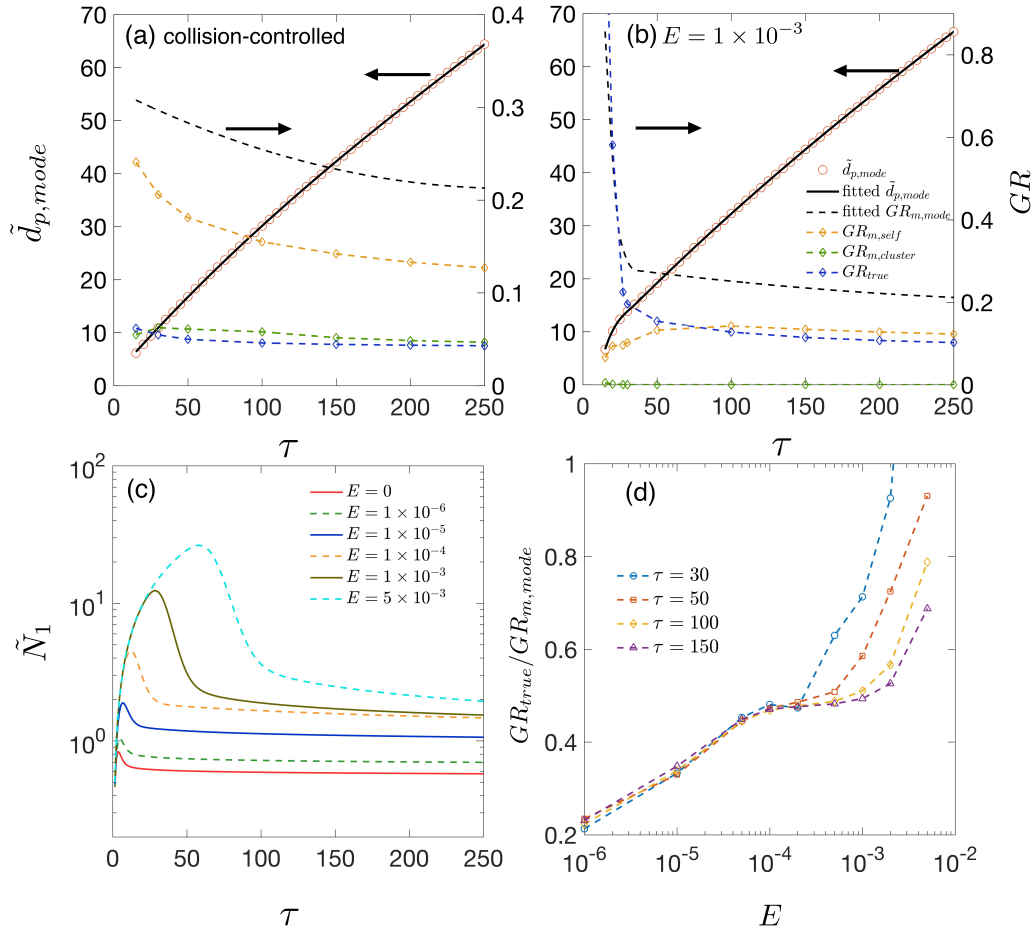 (a) collision-controlled
70
60
50
40
30
20
10
0
0.4
0.3
0.2
0.1
0
0 50 100 150 200 250
τ
d̃p,mode
(b) E = 1 × 10⁻³
70
60
50
40
30
20
10
0
0.8
0.6
0.4
0.2
0
0 50 100 150 200 250
τ
GR
d̃p,mode
fitted d̃p,mode
fitted GRm,mode
GRm,self
GRm,cluster
GRtrue
(c)
10²
10¹
10⁰
0 50 100 150 200 250
τ
Ñ₁
E = 0
E = 1 × 10⁻⁶
E = 1 × 10⁻⁵
E = 1 × 10⁻⁴
E = 1 × 10⁻³
E = 5 × 10⁻³
(d)
1
0.8
0.6
0.4
0.2
10⁻⁶ 10⁻⁵ 10⁻⁴ 10⁻³ 10⁻²
E
GRtrue/GRm,mode
τ = 30
τ = 50
τ = 100
τ = 150